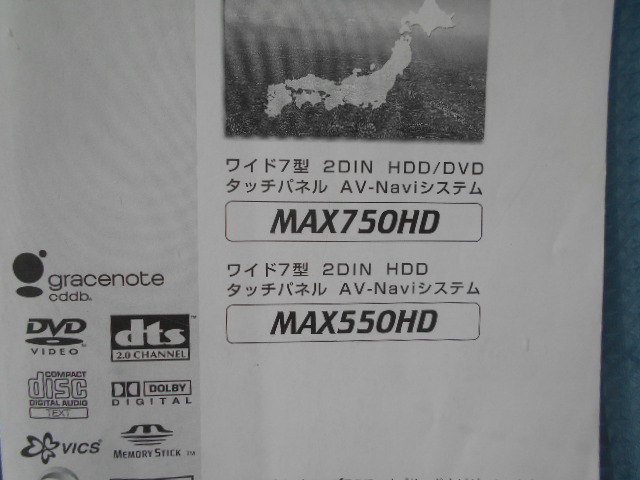 ワイド7型 2DIN HDD/DVD
タッチパネル AV-Naviシステム
MAX750HD
ワイド7型 2DIN HDD
タッチパネル AV-Naviシステム
MAX550HD
gracenote
cddb®
DVD
VIDEO™
dts™
2.0 CHANNEL
COMPACT
disc
DIGITAL AUDIO
TEXT
DOLBY
DIGITAL
VICS
MEMORY STICK™